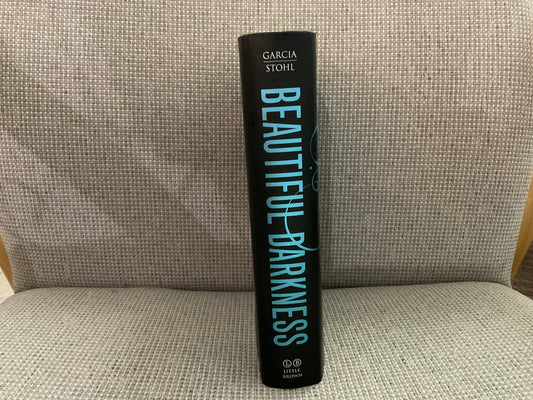 GARCIA
STOHL
BEAUTIFUL DARKNESS
L B
LITTLE,
BROWN